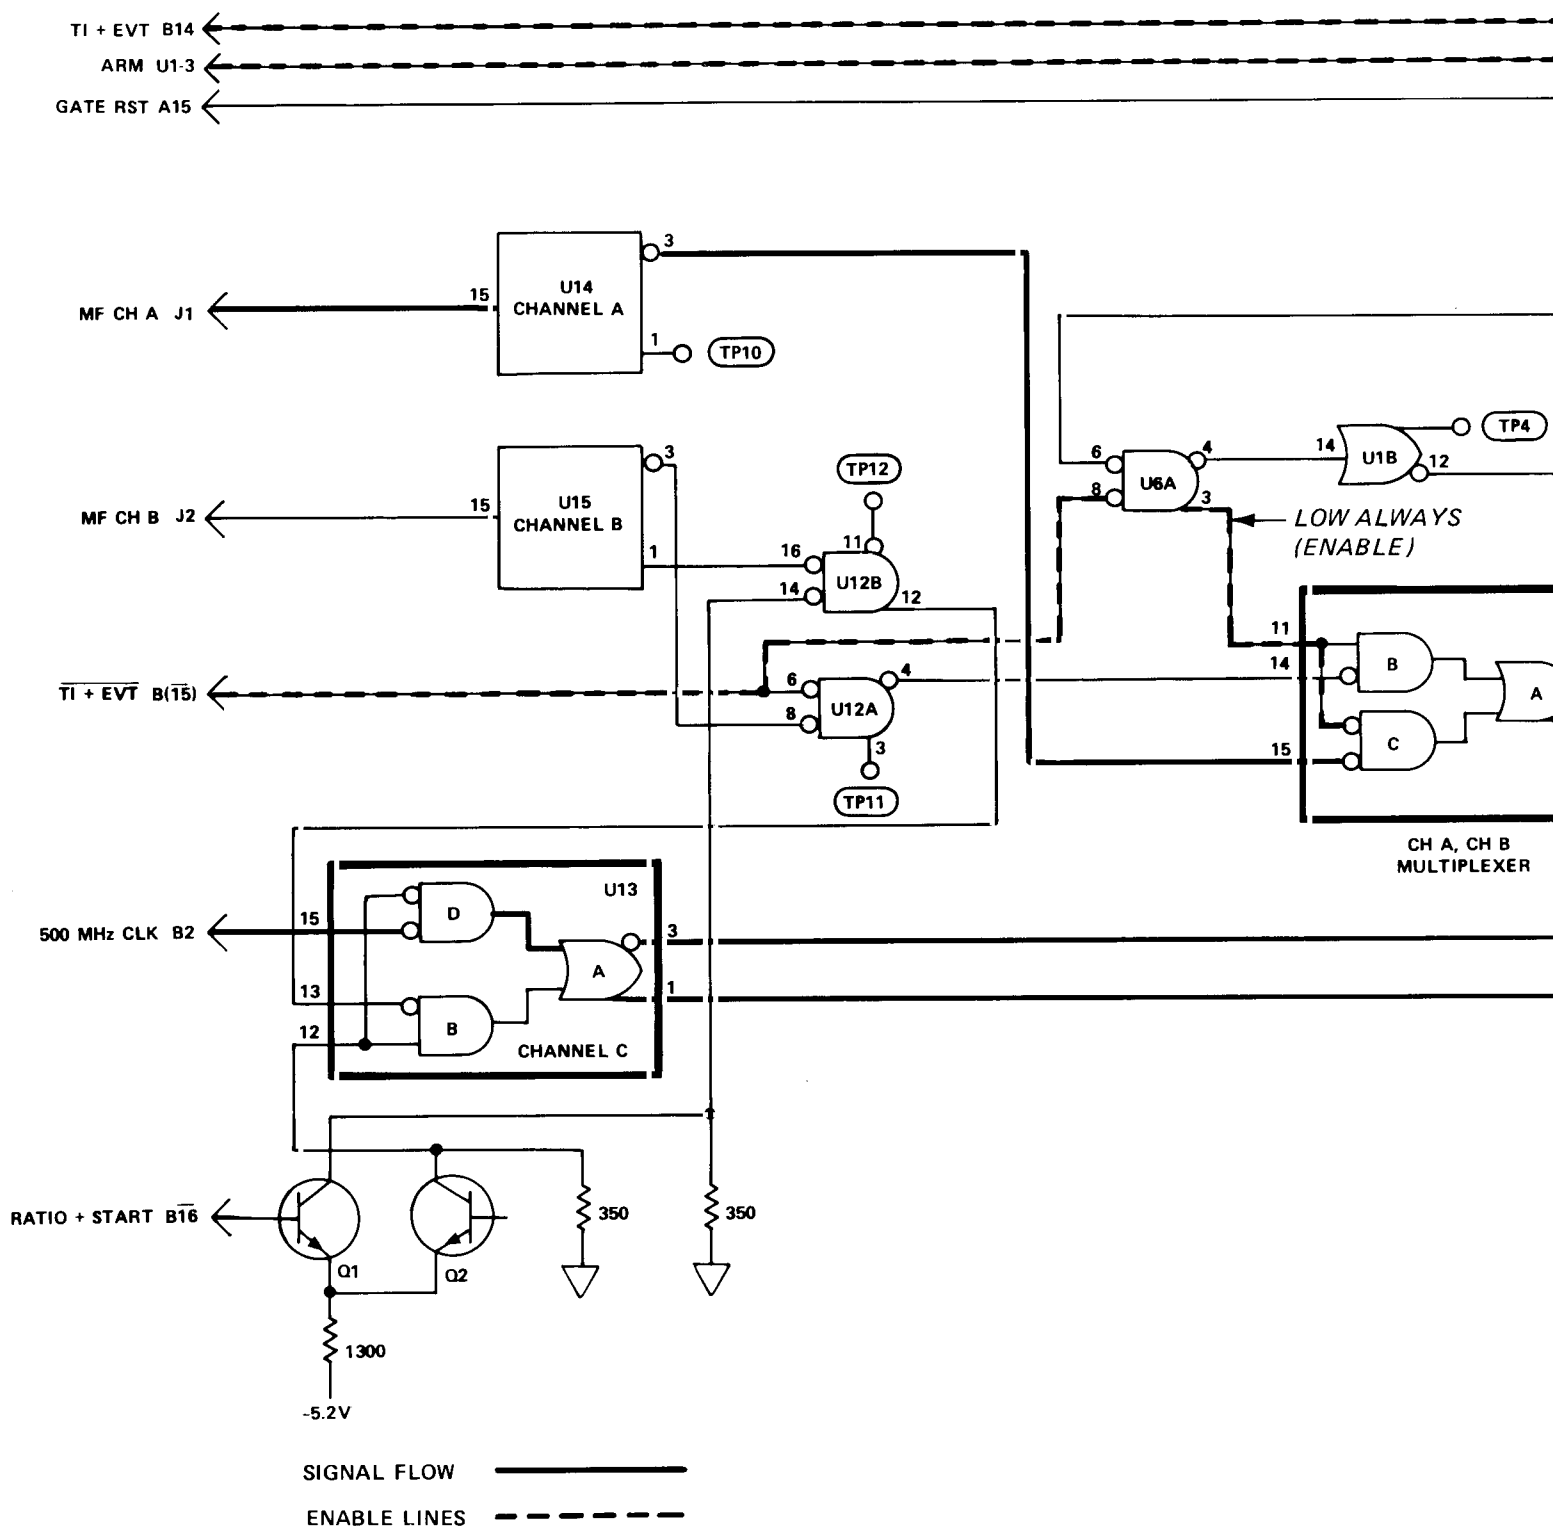 TI + EVT B14
ARM U1-3
GATE RST A15
3
U14
CHANNEL A
15
MF CH A J1
1
TP10
TP4
14
6
4
U1B
12
3
TP12
U6A
8
3
U15
CHANNEL B
15
MF CH B J2
LOW ALWAYS
(ENABLE)
11
16
1
U12B
14
12
11
B
14
TI + EVT B(15)
6
4
A
U12A
8
C
3
15
TP11
CH A, CH B
MULTIPLEXER
U13
D
15
500 MHz CLK B2
3
A
13
1
B
12
CHANNEL C
RATIO + START B16
350
350
Q1
Q2
1300
-5.2V
SIGNAL FLOW
ENABLE LINES